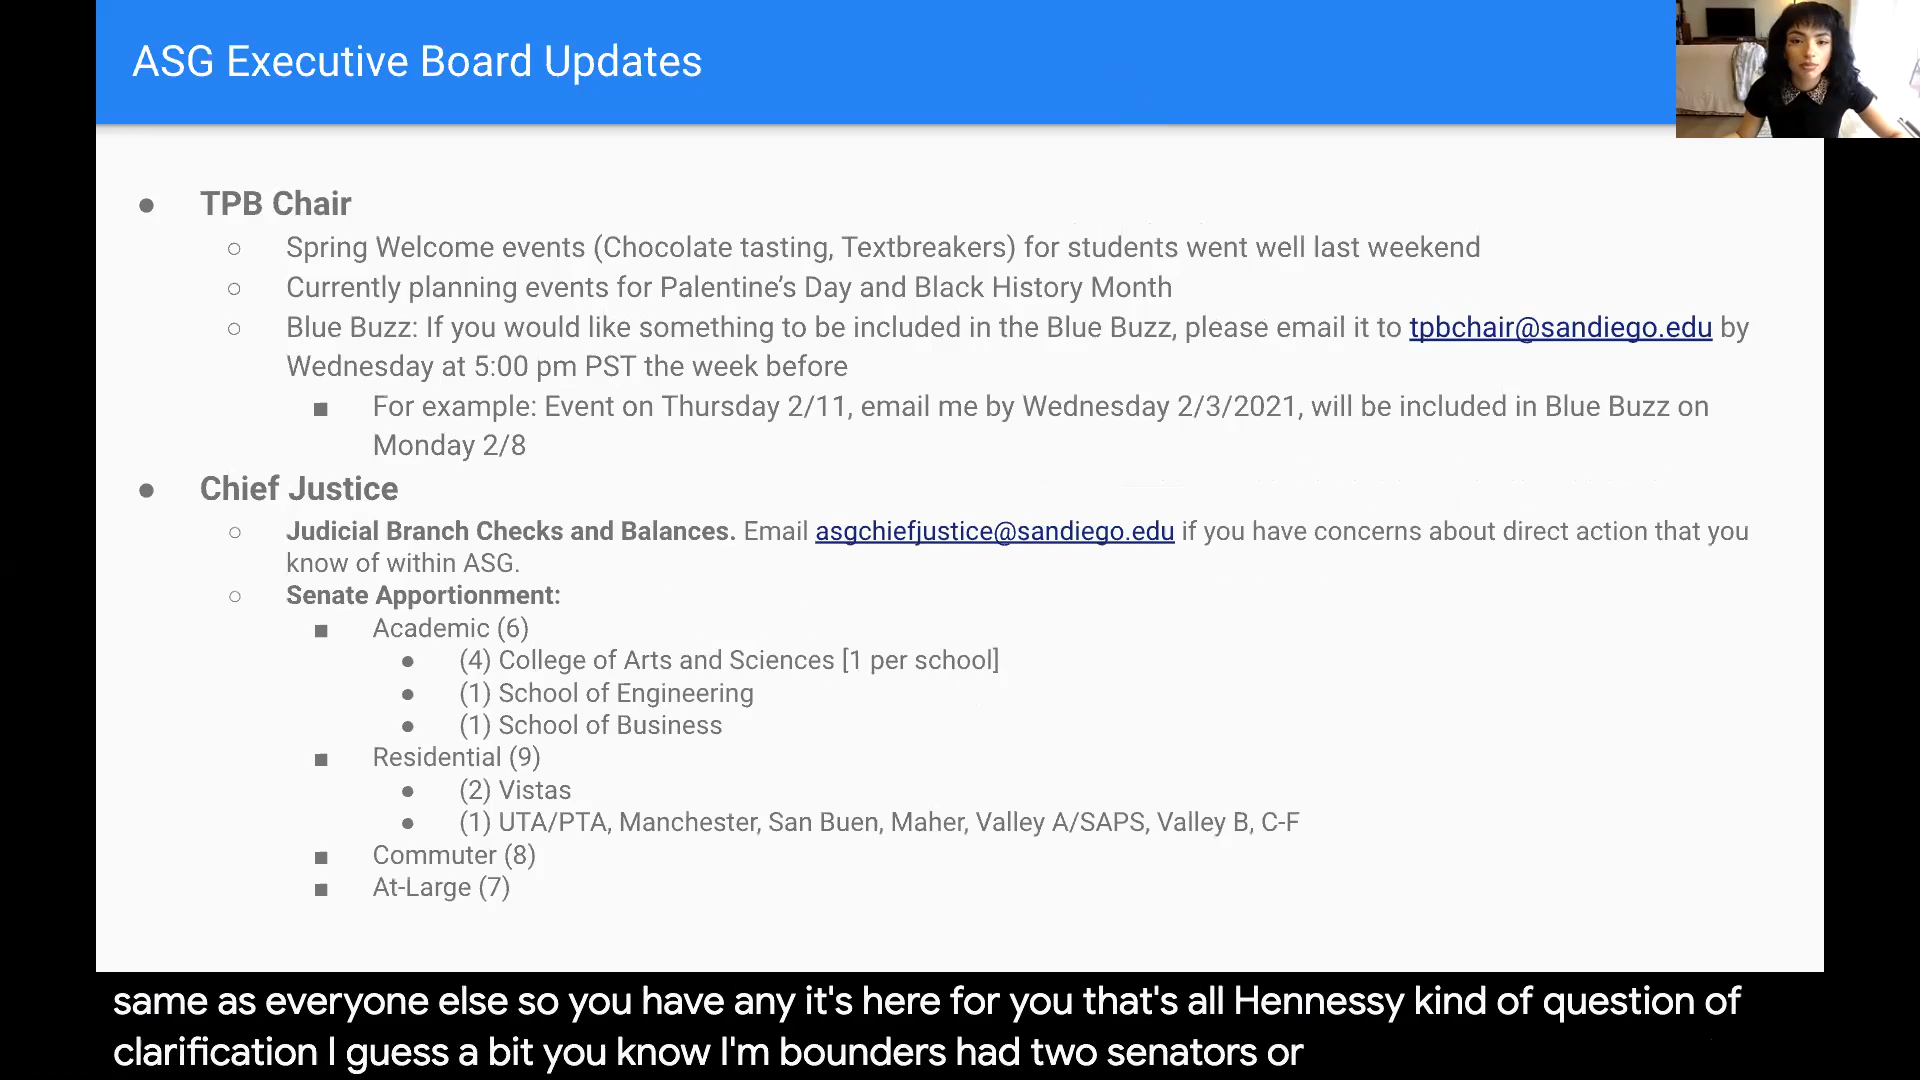 ASG Executive Board Updates
● TPB Chair
○ Spring Welcome events (Chocolate tasting, Textbreakers) for students went well last weekend
○ Currently planning events for Palentine’s Day and Black History Month
○ Blue Buzz: If you would like something to be included in the Blue Buzz, please email it to tpbchair@sandiego.edu by
Wednesday at 5:00 pm PST the week before
■ For example: Event on Thursday 2/11, email me by Wednesday 2/3/2021, will be included in Blue Buzz on
Monday 2/8
● Chief Justice
○ Judicial Branch Checks and Balances. Email asgchiefjustice@sandiego.edu if you have concerns about direct action that you
know of within ASG.
○ Senate Apportionment:
■ Academic (6)
● (4) College of Arts and Sciences [1 per school]
● (1) School of Engineering
● (1) School of Business
■ Residential (9)
● (2) Vistas
● (1) UTA/PTA, Manchester, San Buen, Maher, Valley A/SAPS, Valley B, C-F
■ Commuter (8)
■ At-Large (7)
same as everyone else so you have any it's here for you that's all Hennessy kind of question of
clarification I guess a bit you know I'm bounders had two senators or